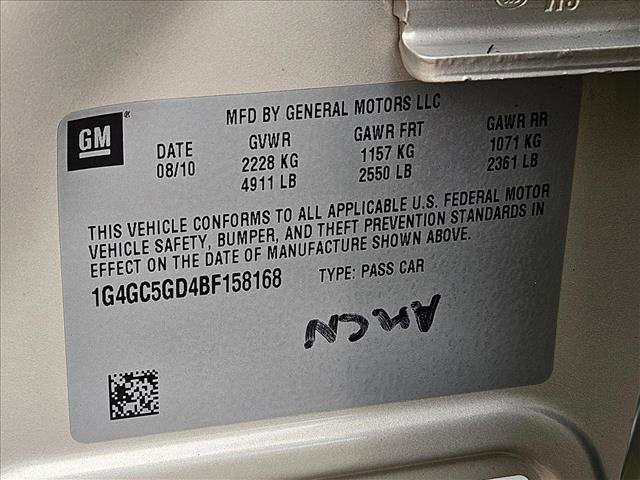 GM
MFD BY GENERAL MOTORS LLC
DATE GVWR GAWR FRT GAWR RR
08/10 2228 KG 1157 KG 1071 KG
4911 LB 2550 LB 2361 LB
THIS VEHICLE CONFORMS TO ALL APPLICABLE U.S. FEDERAL MOTOR
VEHICLE SAFETY, BUMPER, AND THEFT PREVENTION STANDARDS IN
EFFECT ON THE DATE OF MANUFACTURE SHOWN ABOVE.
1G4GC5GD4BF158168 TYPE: PASS CAR